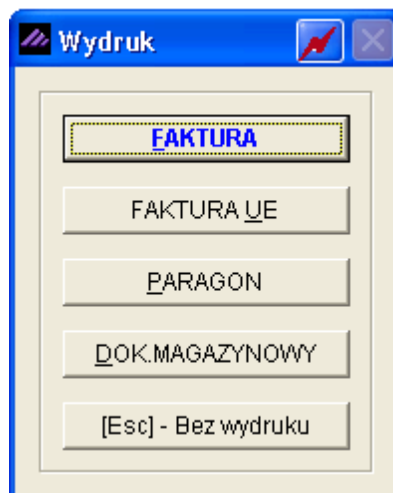 Wydruk
FAKTURA
FAKTURA UE
PARAGON
DOK.MAGAZYNOWY
[Esc] - Bez wydruku